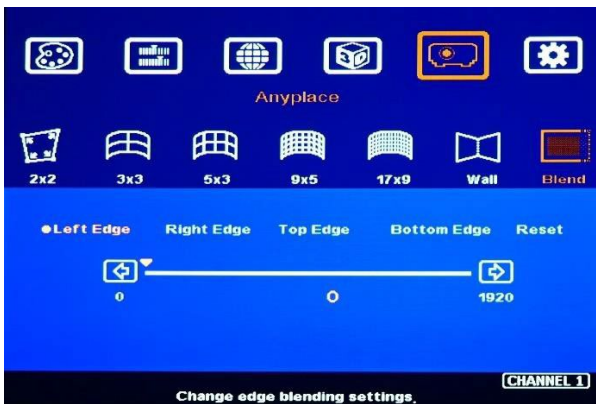 3D
Anyplace
2x2 3x3 5x3 9x5 17x9 Wall Blend
Left Edge Right Edge Top Edge Bottom Edge Reset
0 0 1920
CHANNEL 1
Change edge blending settings.